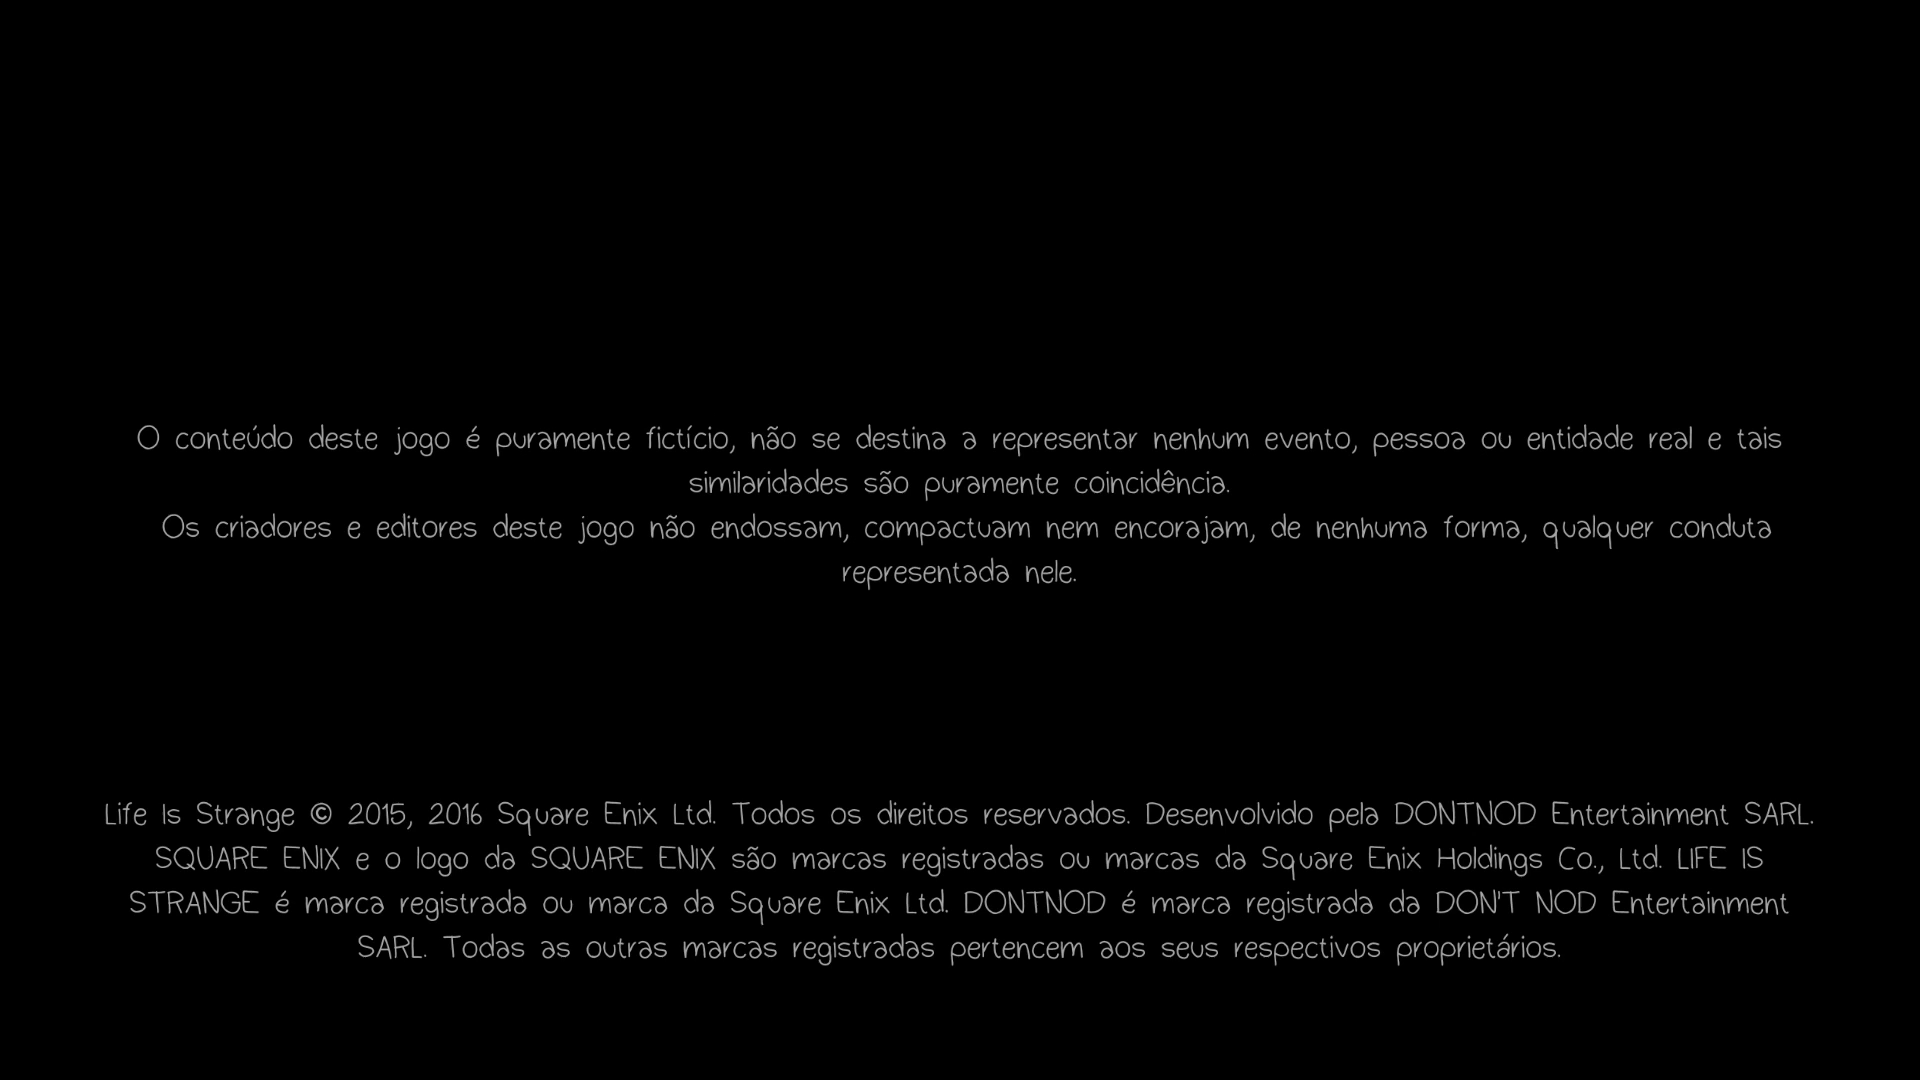 O conteúdo deste jogo é puramente fictício, não se destina a representar nenhum evento, pessoa ou entidade real e tais
similaridades são puramente coincidência.
Os criadores e editores deste jogo não endossam, compactuam nem encorajam, de nenhuma forma, qualquer conduta
representada nele.
Life Is Strange © 2015, 2016 Square Enix Ltd. Todos os direitos reservados. Desenvolvido pela DONTNOD Entertainment SARL.
SQUARE ENIX e o logo da SQUARE ENIX são marcas registradas ou marcas da Square Enix Holdings Co., Ltd. LIFE IS
STRANGE é marca registrada ou marca da Square Enix Ltd. DONTNOD é marca registrada da DON'T NOD Entertainment
SARL. Todas as outras marcas registradas pertencem aos seus respectivos proprietários.